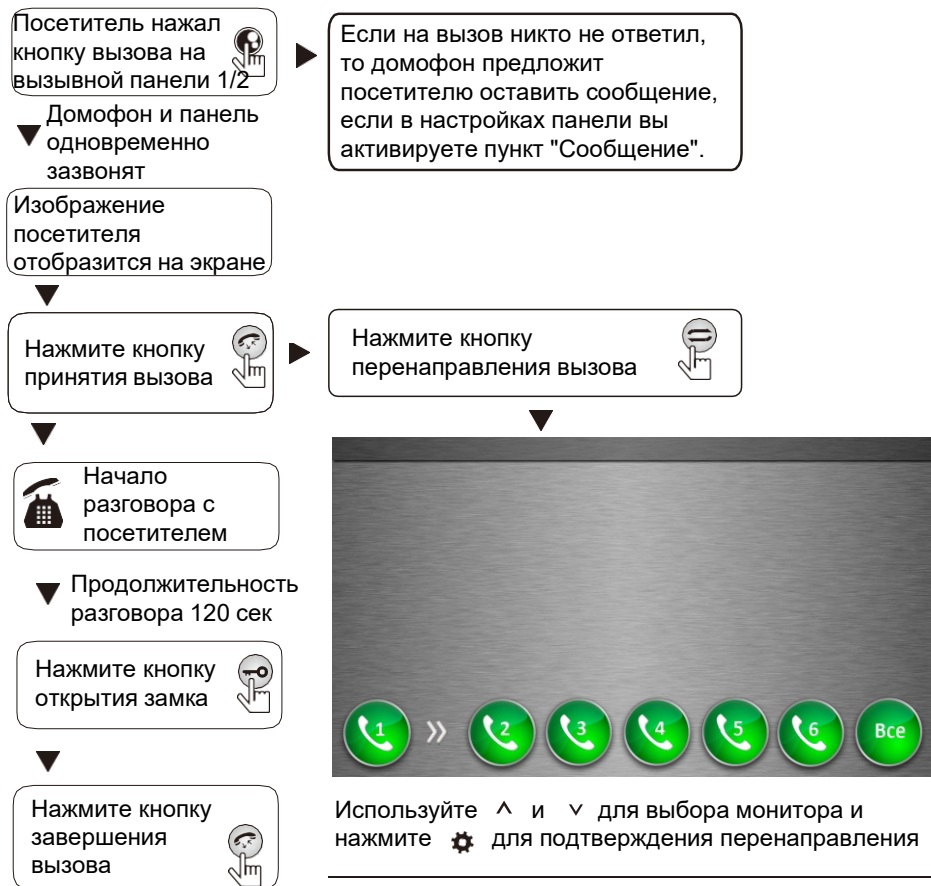 Посетитель нажал
кнопку вызова на
вызывной панели 1/2
Если на вызов никто не ответил,
то домофон предложит
посетителю оставить сообщение,
если в настройках панели вы
активируете пункт "Сообщение".
Домофон и панель
одновременно
зазвонят
Изображение
посетителя
отобразится на экране
Нажмите кнопку
принятия вызова
Нажмите кнопку
перенаправления вызова
Начало
разговора с
посетителем
Продолжительность
разговора 120 сек
Нажмите кнопку
открытия замка
Нажмите кнопку
завершения
вызова
1 » 2 3 4 5 6 Все
Используйте ^ и ˅ для выбора монитора и
нажмите для подтверждения перенаправления